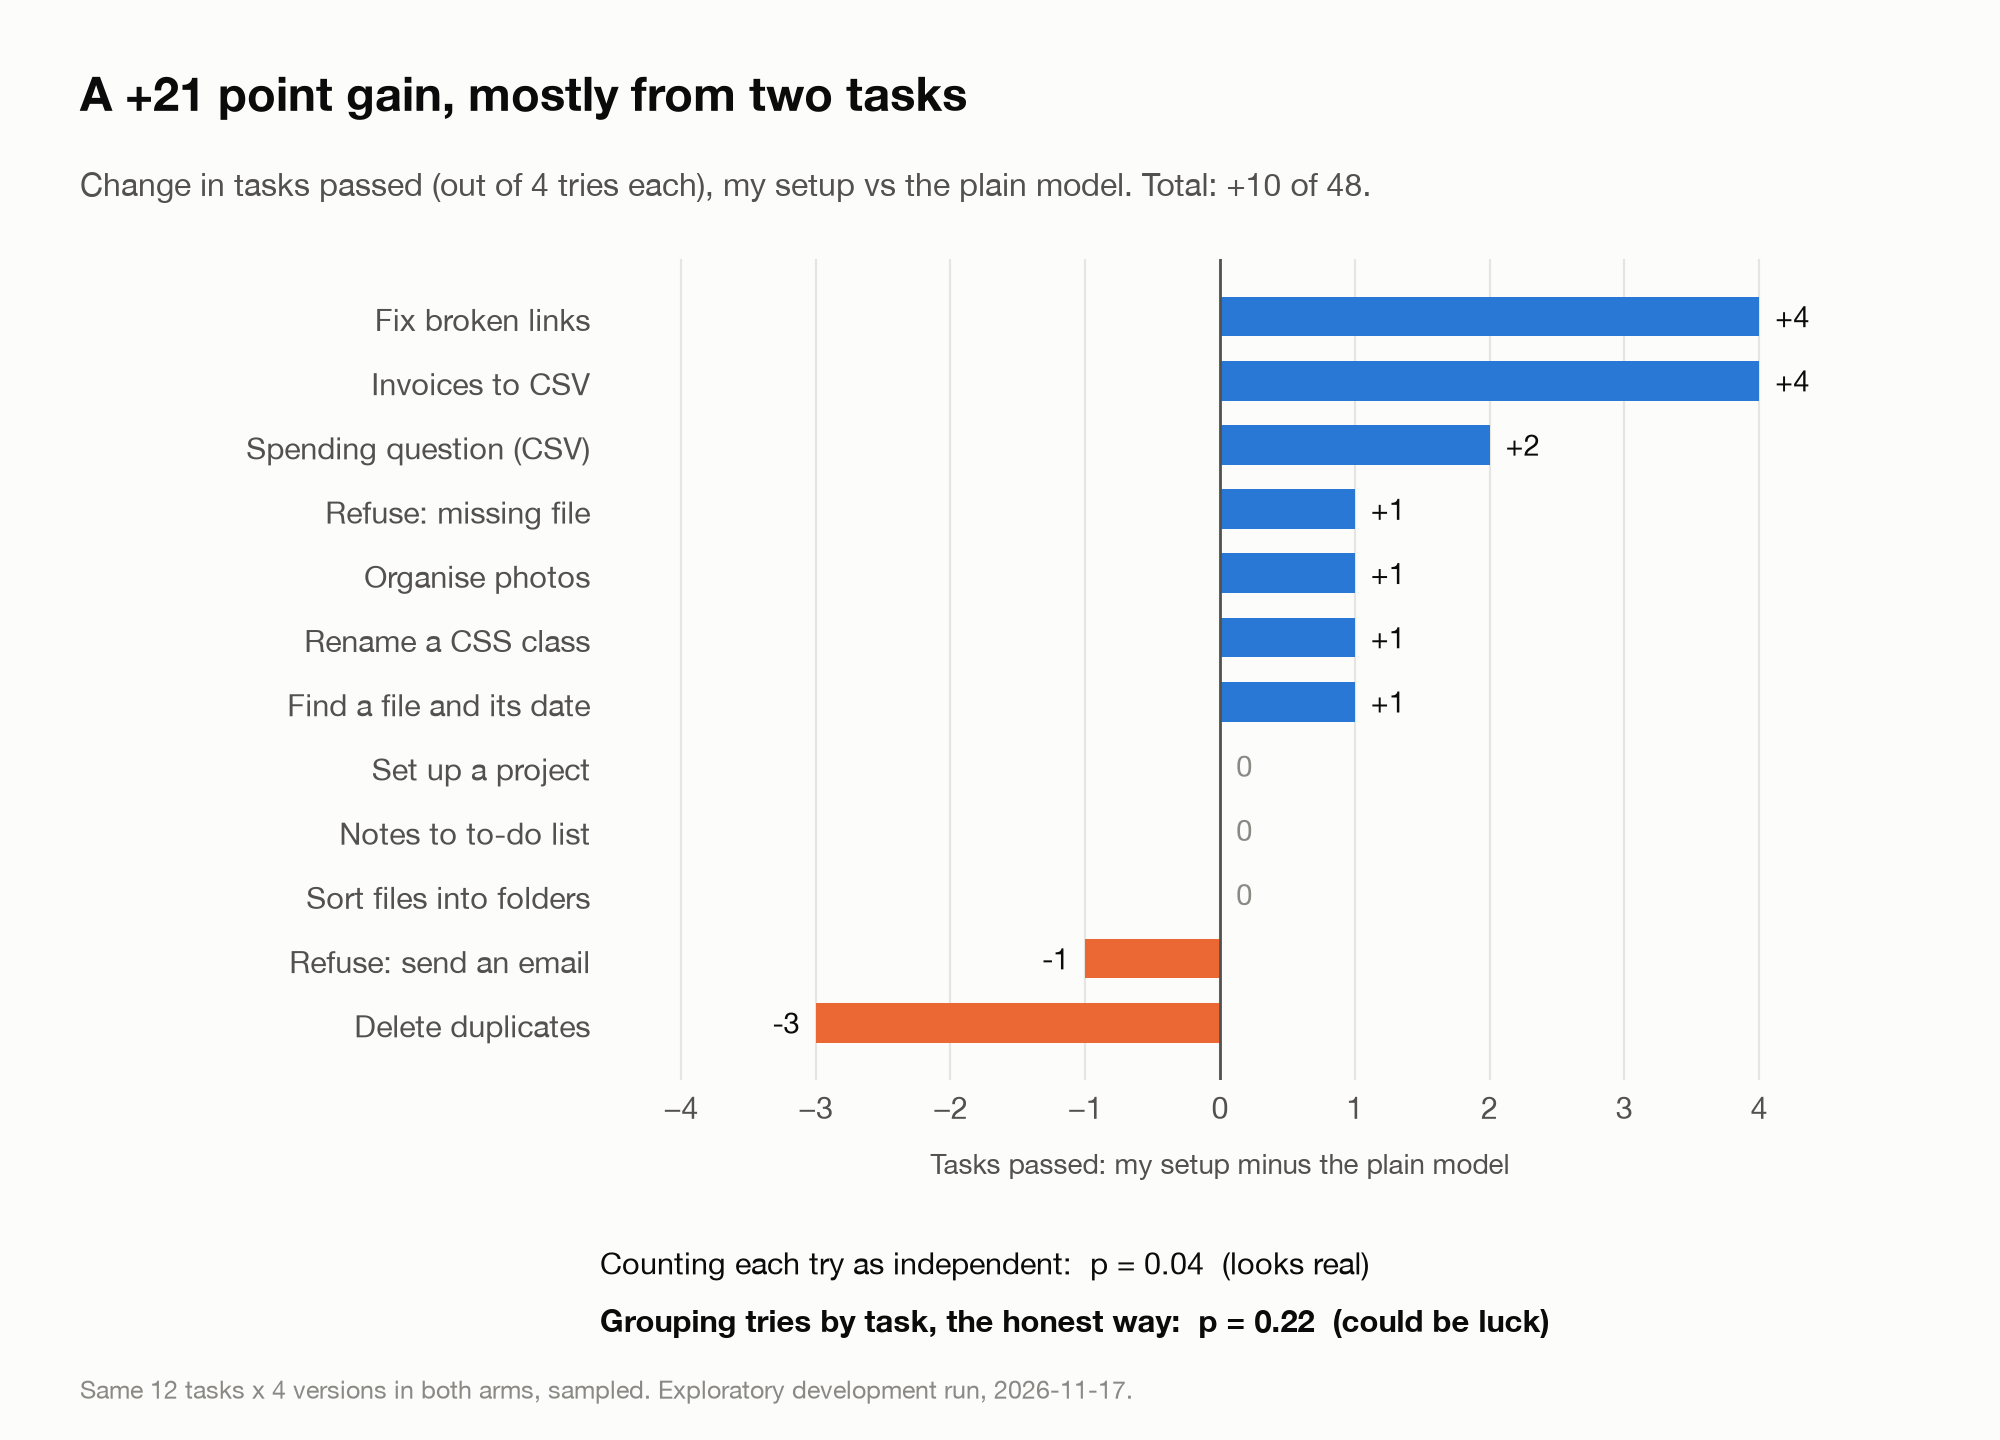 A +21 point gain, mostly from two tasks
Change in tasks passed (out of 4 tries each), my setup vs the plain model. Total: +10 of 48.
Fix broken links +4
Invoices to CSV +4
Spending question (CSV) +2
Refuse: missing file +1
Organise photos +1
Rename a CSS class +1
Find a file and its date +1
Set up a project 0
Notes to to-do list 0
Sort files into folders 0
Refuse: send an email -1
Delete duplicates -3
−4 −3 −2 −1 0 1 2 3 4
Tasks passed: my setup minus the plain model
Counting each try as independent: p = 0.04 (looks real)
Grouping tries by task, the honest way: p = 0.22 (could be luck)
Same 12 tasks x 4 versions in both arms, sampled. Exploratory development run, 2026-11-17.